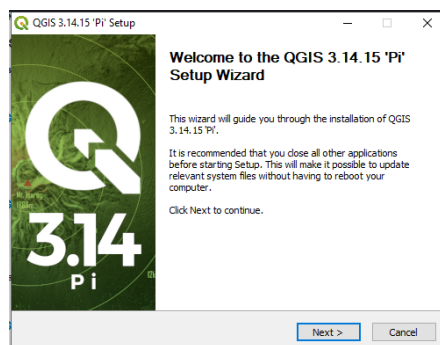 QGIS 3.14.15 'Pi' Setup
Welcome to the QGIS 3.14.15 'Pi'
Setup Wizard
This wizard will guide you through the installation of QGIS
3.14.15 'Pi'.
It is recommended that you close all other applications
before starting Setup. This will make it possible to update
relevant system files without having to reboot your
computer.
Click Next to continue.
3.14
Pi
Next >
Cancel